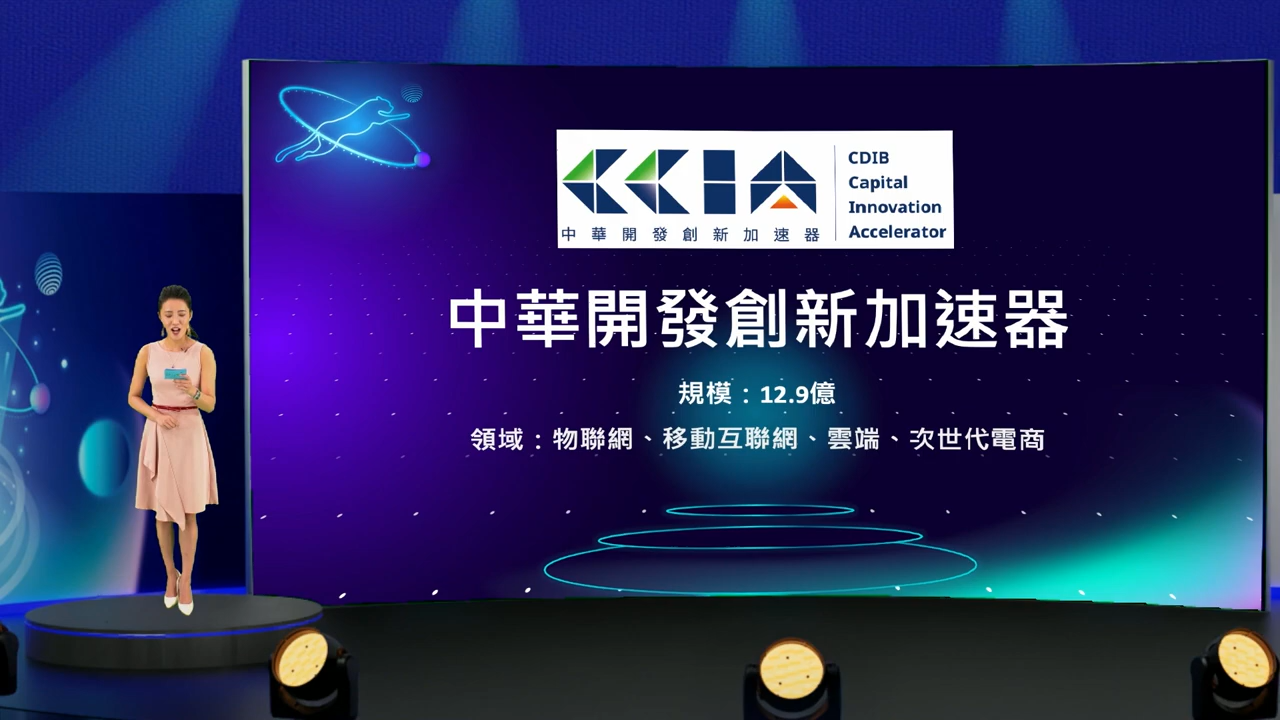 CDIB
Capital
Innovation
Accelerator
中華開發創新加速器
中華開發創新加速器
規模：12.9億
領域：物聯網、移動互聯網、雲端、次世代電商